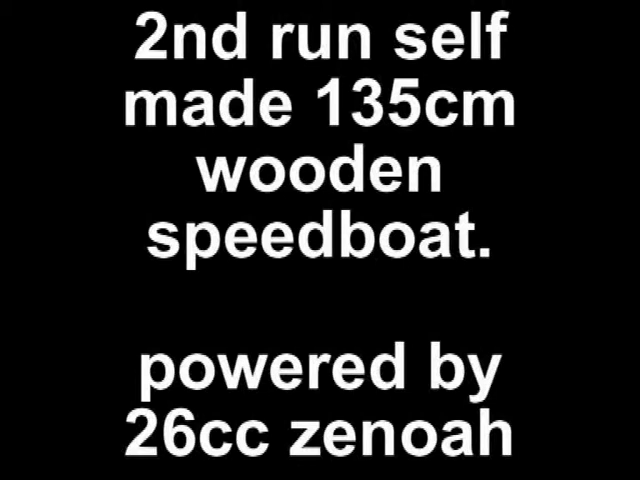 2nd run self
made 135cm
wooden
speedboat.
powered by
26cc zenoah